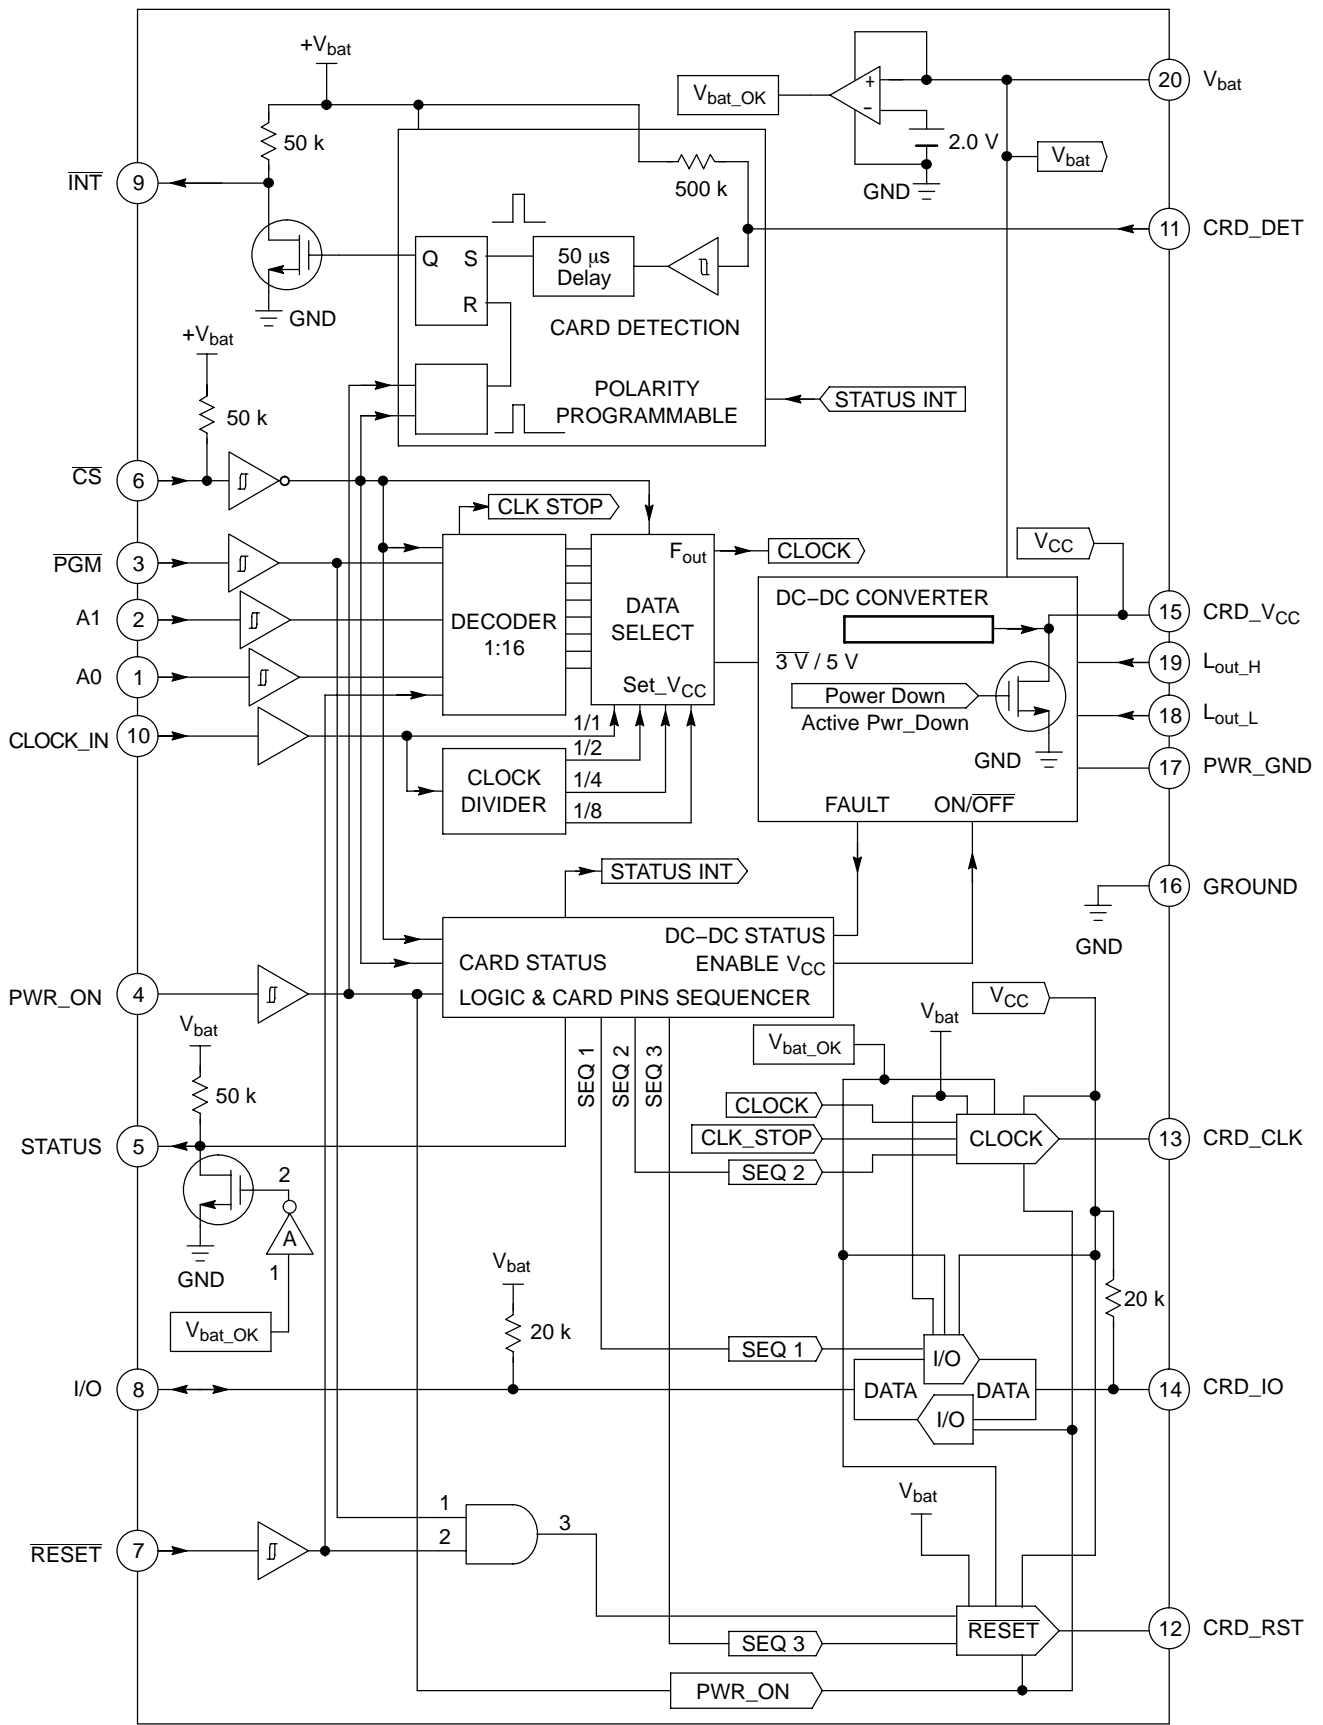 +Vbat
50 k
INT
9
GND
Vbat_OK
+
−
2.0 V
GND
Vbat
20
Vbat
500 k
11
CRD_DET
Q
S
R
50 μs
Delay
CARD DETECTION
POLARITY
PROGRAMMABLE
STATUS INT
+Vbat
50 k
CS
6
PGM
3
A1
2
A0
1
CLOCK_IN
10
CLK STOP
DECODER
1:16
Fout
DATA
SELECT
Set_VCC
CLOCK
1/1
1/2
1/4
1/8
CLOCK
DIVIDER
VCC
DC−DC CONVERTER
3 V / 5 V
Power Down
Active Pwr_Down
GND
FAULT
ON/OFF
15
CRD_VCC
19
Lout_H
18
Lout_L
17
PWR_GND
16
GROUND
GND
STATUS INT
DC−DC STATUS
CARD STATUS
ENABLE VCC
LOGIC & CARD PINS SEQUENCER
PWR_ON
4
Vbat
50 k
STATUS
5
2
A
1
GND
Vbat_OK
SEQ 1
SEQ 2
SEQ 3
Vbat_OK
Vbat
VCC
CLOCK
CLK_STOP
SEQ 2
CLOCK
13
CRD_CLK
Vbat
20 k
20 k
SEQ 1
I/O
I/O
8
DATA
DATA
I/O
14
CRD_IO
Vbat
1
2
3
RESET
7
SEQ 3
RESET
12
CRD_RST
PWR_ON